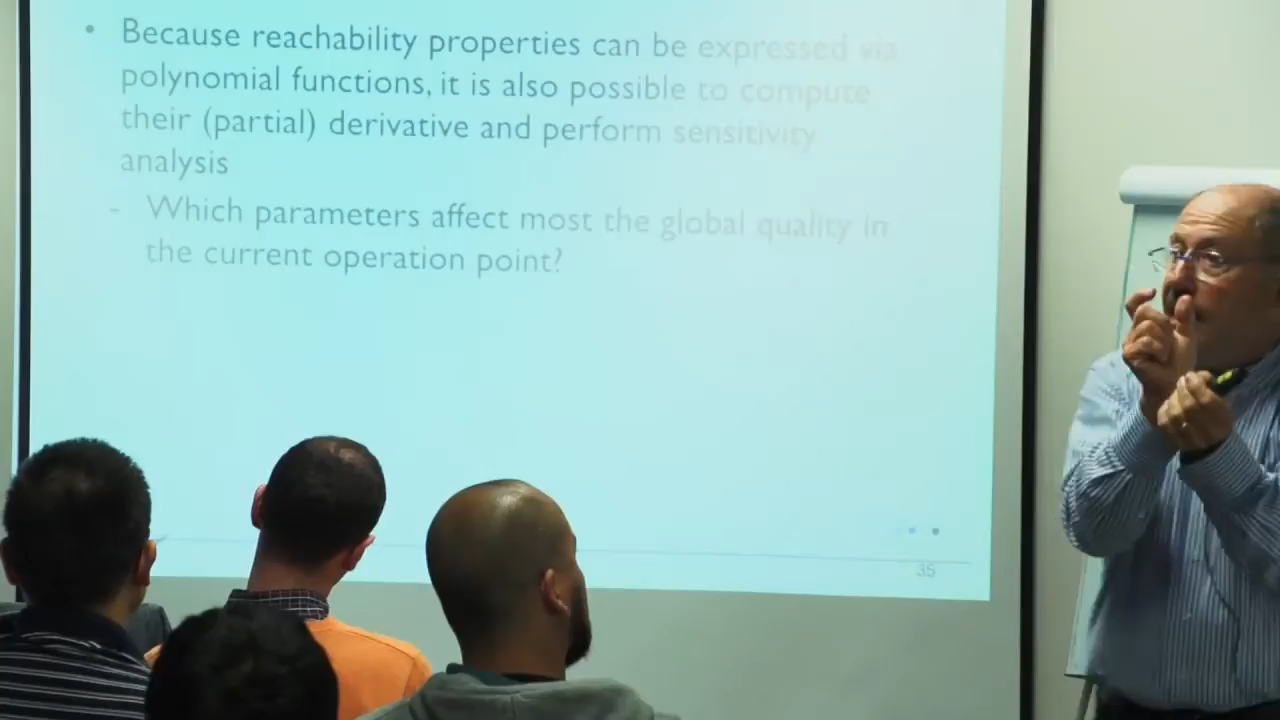 • Because reachability properties can be expressed via
polynomial functions, it is also possible to compute
their (partial) derivative and perform sensitivity
analysis
- Which parameters affect most the global quality in
the current operation point?
35